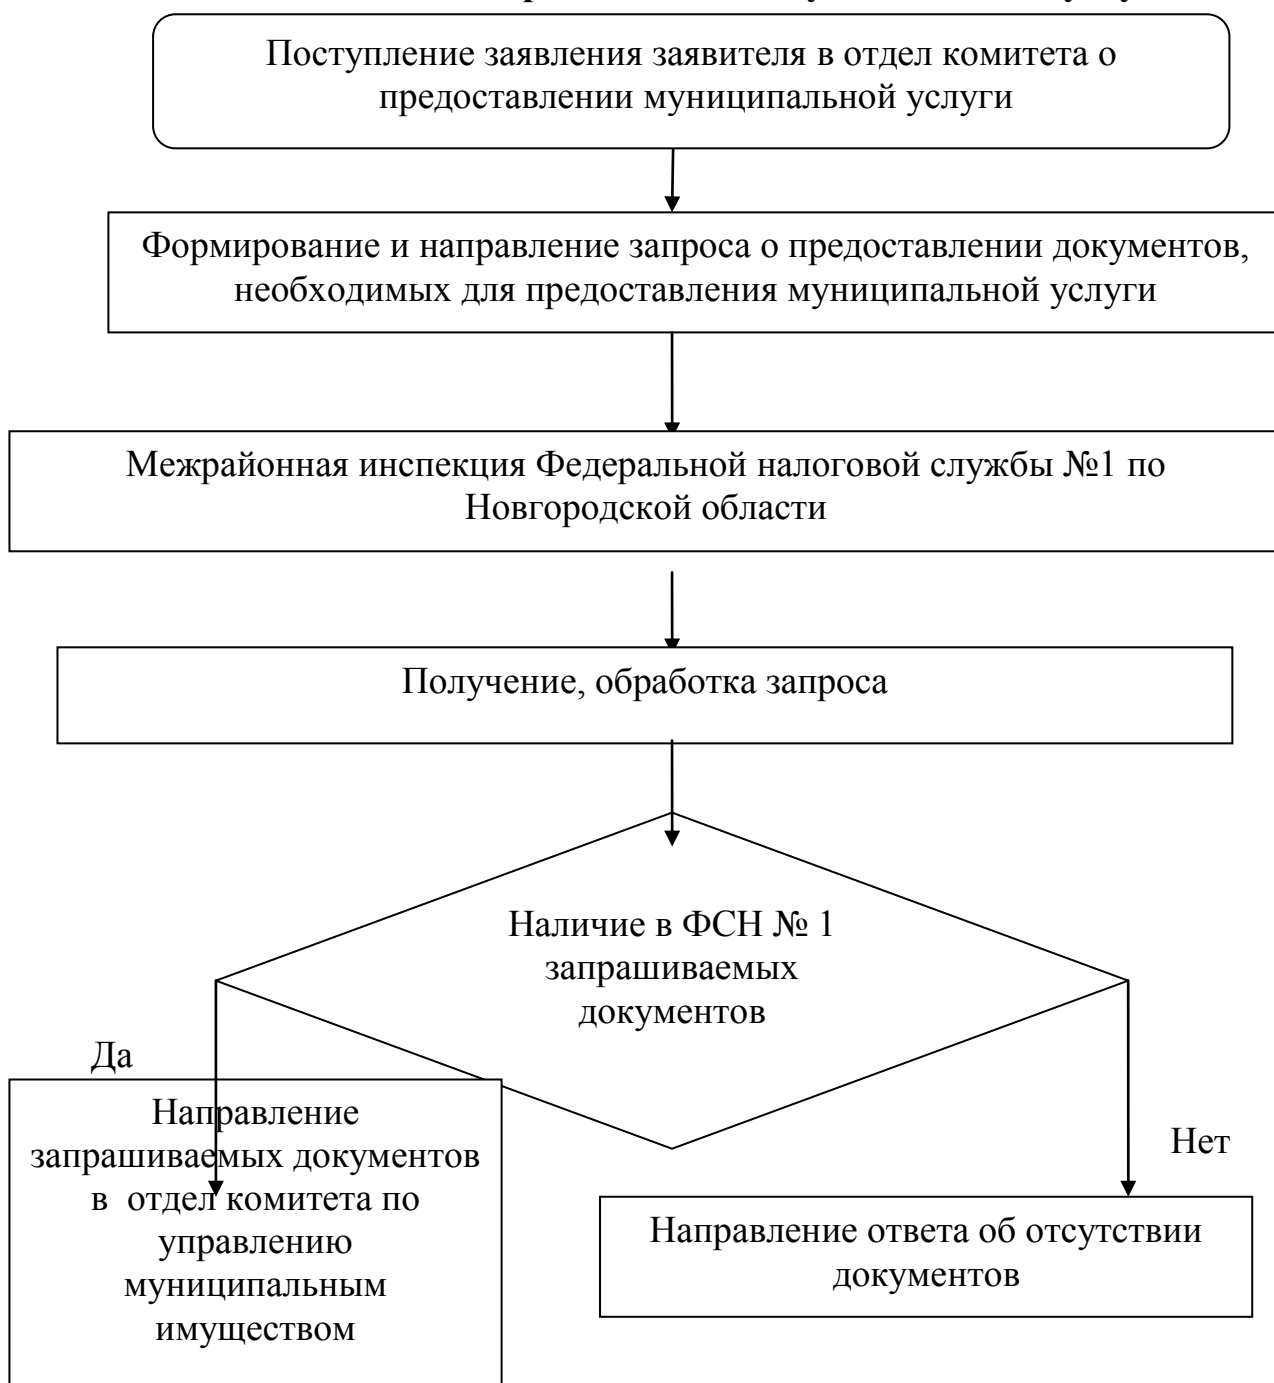 Поступление заявления заявителя в отдел комитета о
предоставлении муниципальной услуги
Формирование и направление запроса о предоставлении документов,
необходимых для предоставления муниципальной услуги
Межрайонная инспекция Федеральной налоговой службы №1 по
Новгородской области
Получение, обработка запроса
Наличие в ФСН № 1
запрашиваемых
документов
Да
Нет
Направление
запрашиваемых документов
в отдел комитета по
управлению
муниципальным
имуществом
Направление ответа об отсутствии
документов